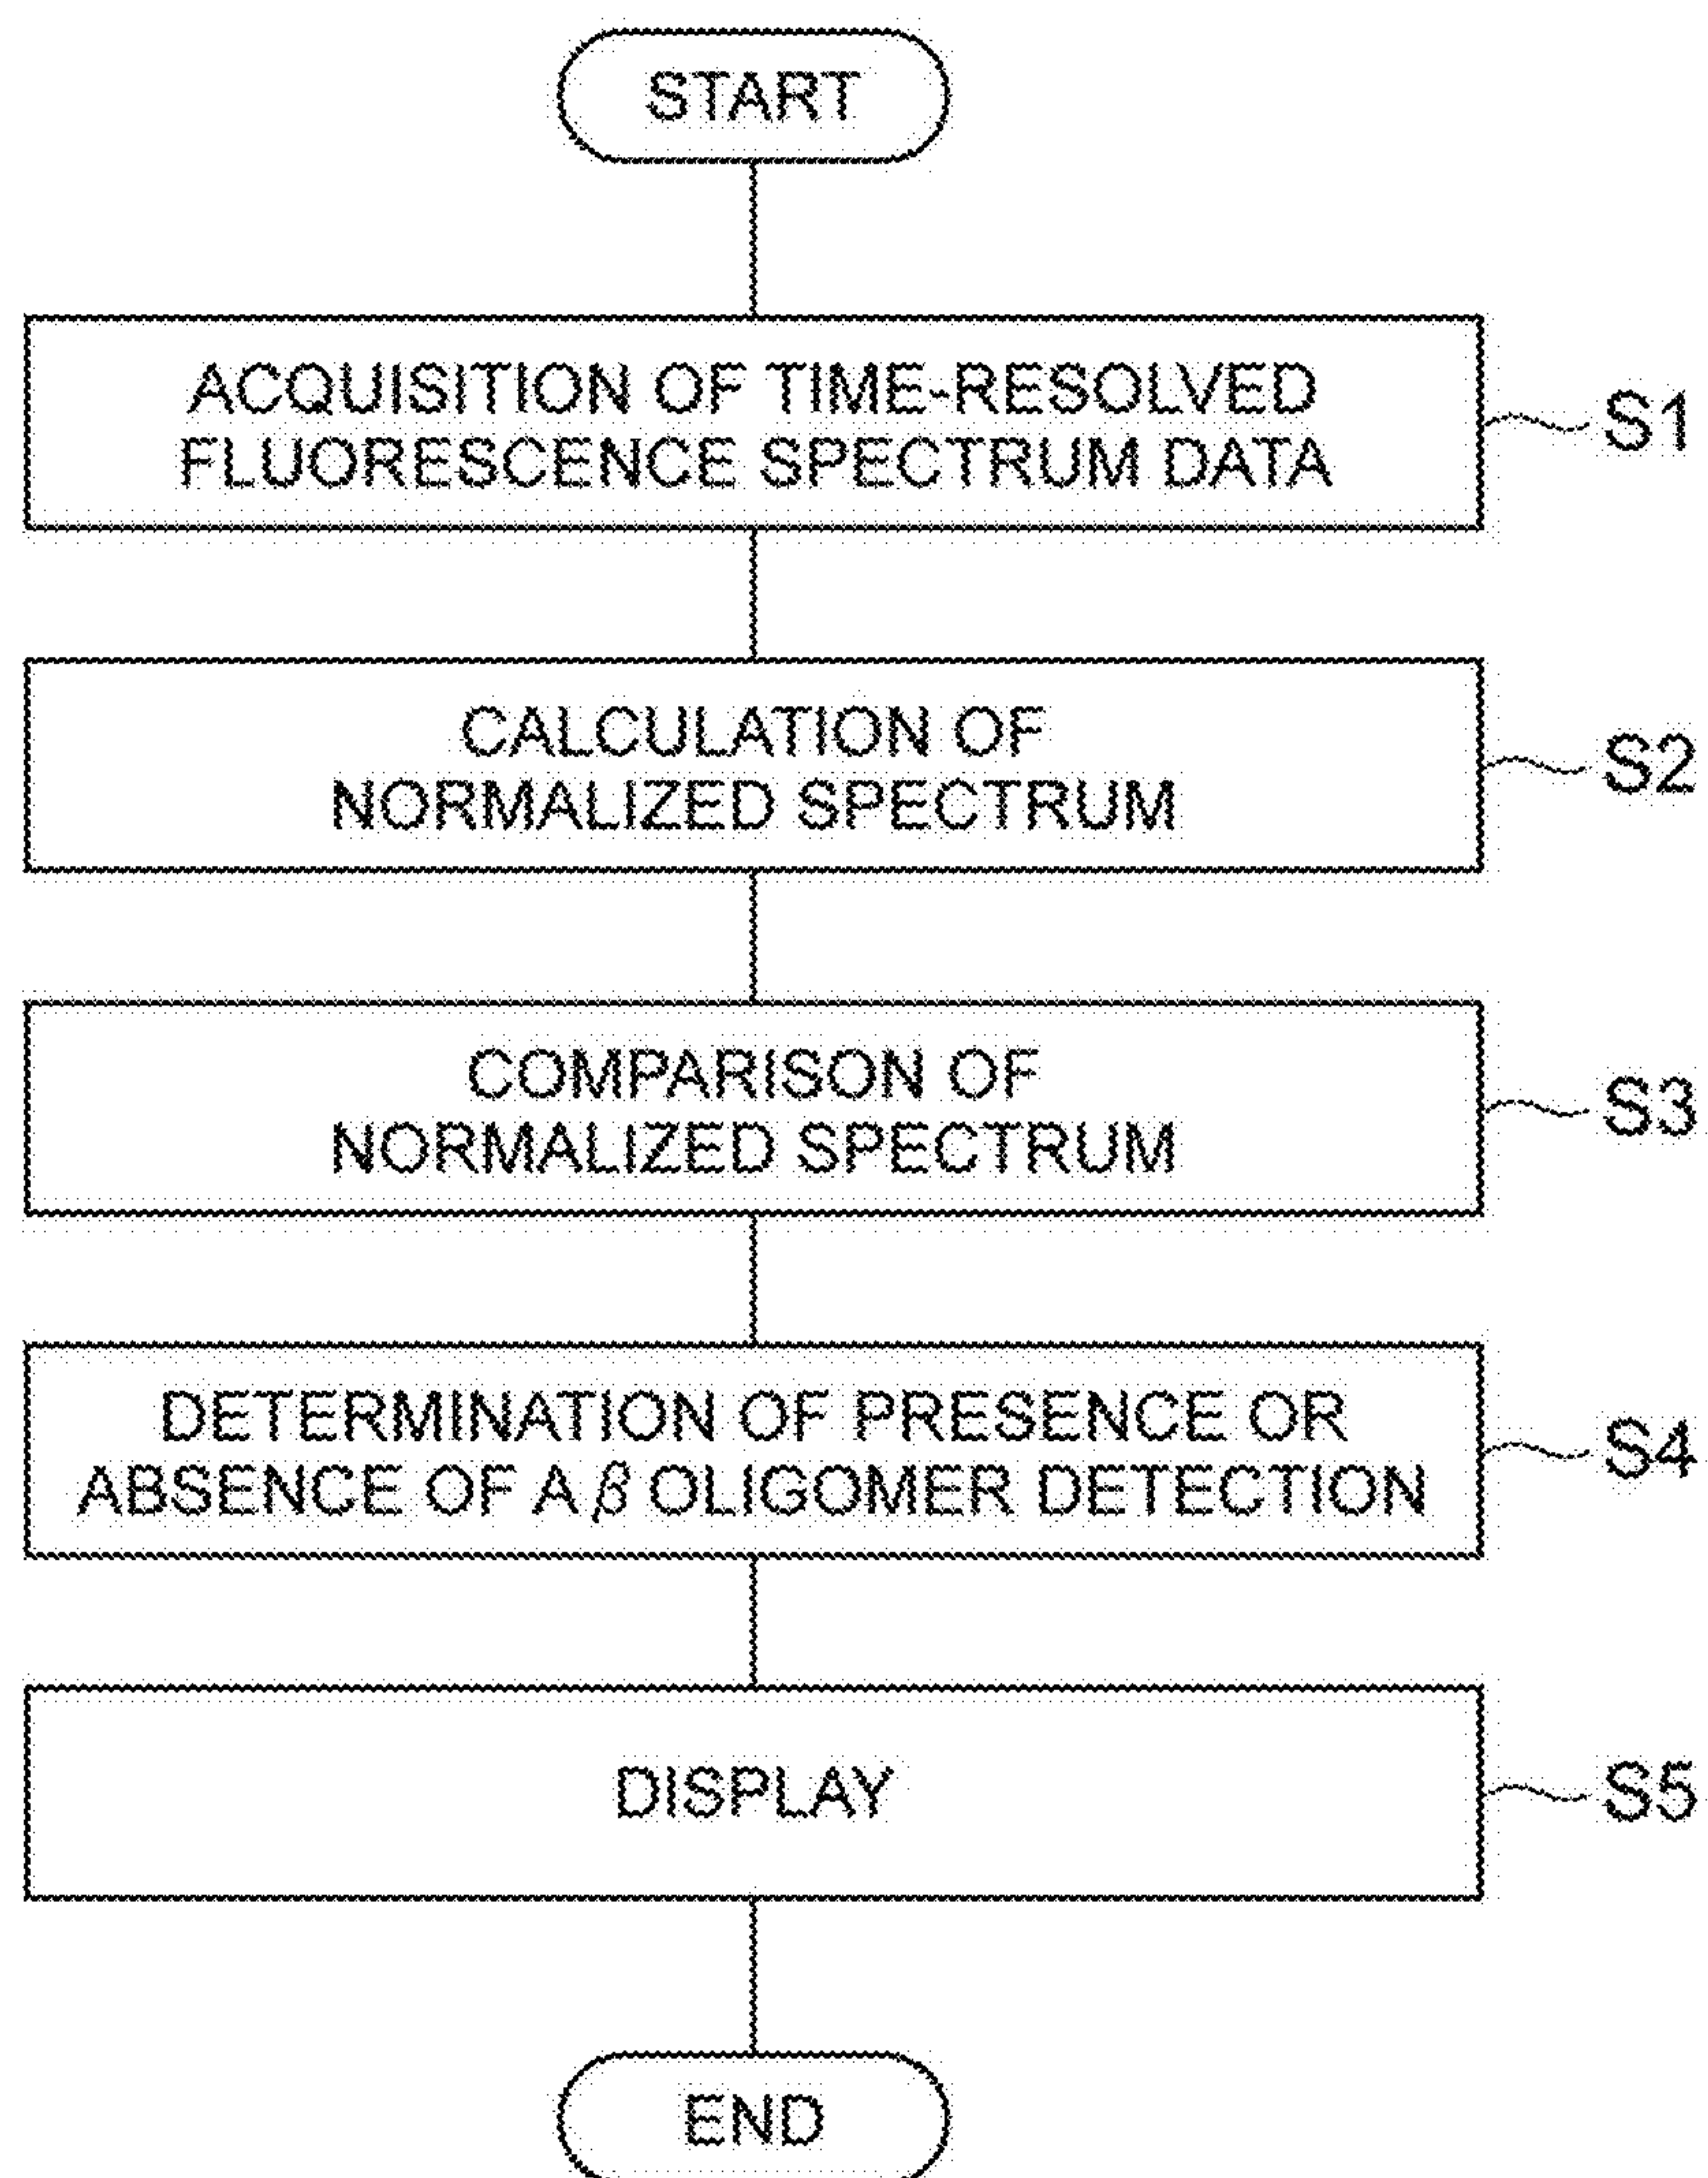 START
ACQUISITION OF TIME-RESOLVED
FLUORESCENCE SPECTRUM DATA
S1
CALCULATION OF
NORMALIZED SPECTRUM
S2
COMPARISON OF
NORMALIZED SPECTRUM
S3
DETERMINATION OF PRESENCE OR
ABSENCE OF Aβ OLIGOMER DETECTION
S4
DISPLAY
S5
END